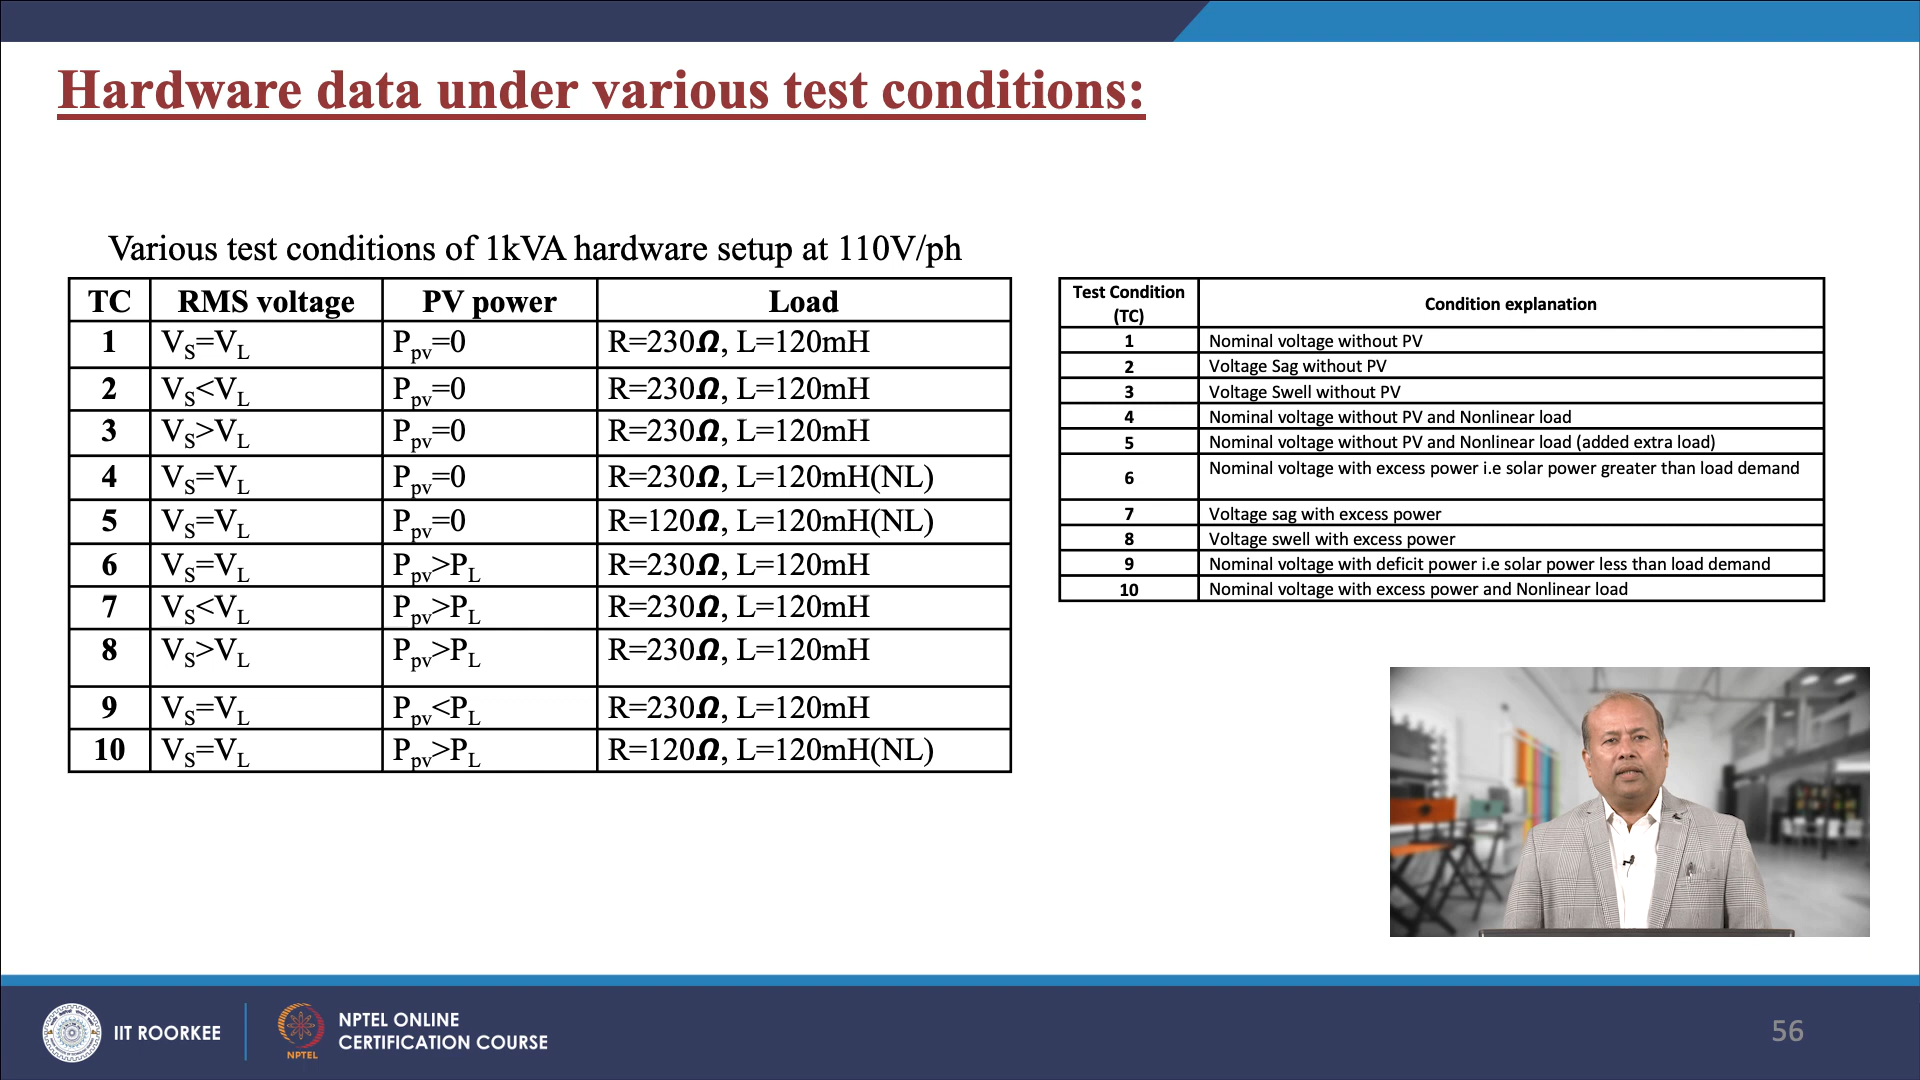 Hardware data under various test conditions:
Various test conditions of 1kVA hardware setup at 110V/ph
TC RMS voltage PV power Load
1 VS=VL Ppv=0 R=230Ω, L=120mH
2 VS<VL Ppv=0 R=230Ω, L=120mH
3 VS>VL Ppv=0 R=230Ω, L=120mH
4 VS=VL Ppv=0 R=230Ω, L=120mH(NL)
5 VS=VL Ppv=0 R=120Ω, L=120mH(NL)
6 VS=VL Ppv>PL R=230Ω, L=120mH
7 VS<VL Ppv>PL R=230Ω, L=120mH
8 VS>VL Ppv>PL R=230Ω, L=120mH
9 VS=VL Ppv<PL R=230Ω, L=120mH
10 VS=VL Ppv>PL R=120Ω, L=120mH(NL)
Test Condition
(TC)
Condition explanation
1 Nominal voltage without PV
2 Voltage Sag without PV
3 Voltage Swell without PV
4 Nominal voltage without PV and Nonlinear load
5 Nominal voltage without PV and Nonlinear load (added extra load)
6 Nominal voltage with excess power i.e solar power greater than load demand
7 Voltage sag with excess power
8 Voltage swell with excess power
9 Nominal voltage with deficit power i.e solar power less than load demand
10 Nominal voltage with excess power and Nonlinear load
IIT ROORKEE
NPTEL
NPTEL ONLINE
CERTIFICATION COURSE
56